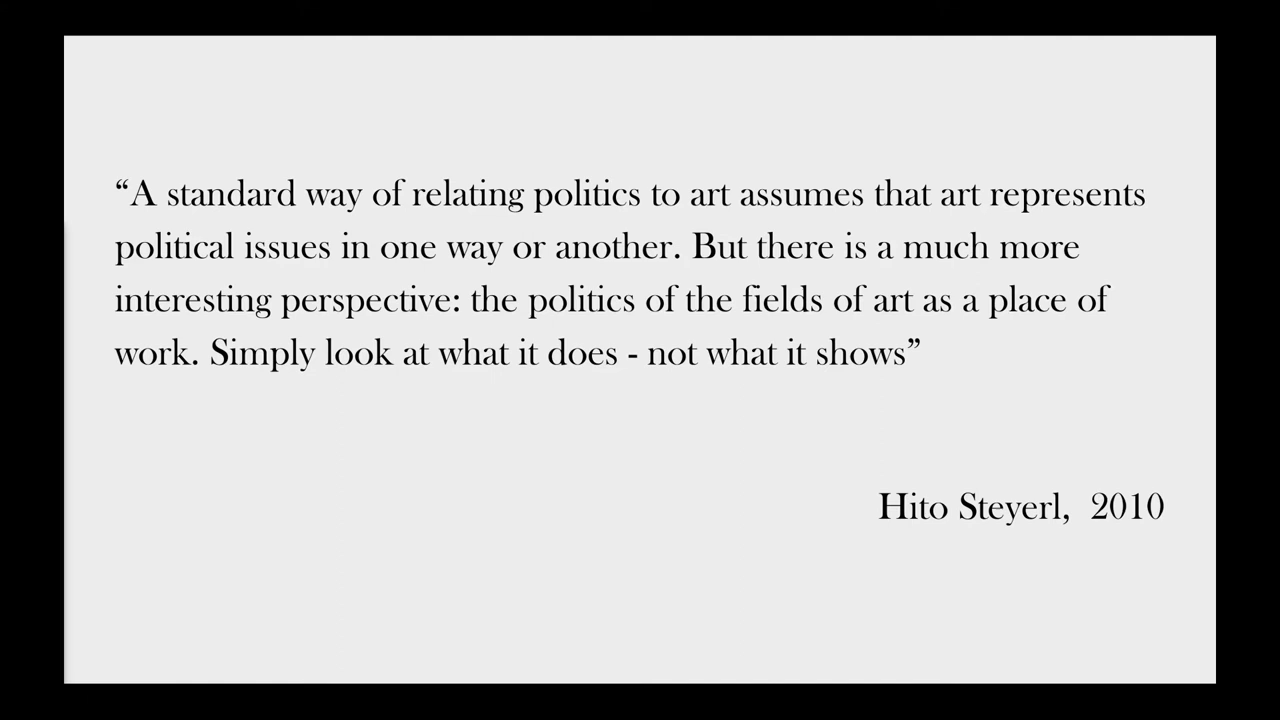 “A standard way of relating politics to art assumes that art represents
political issues in one way or another. But there is a much more
interesting perspective: the politics of the fields of art as a place of
work. Simply look at what it does - not what it shows”
Hito Steyerl,  2010